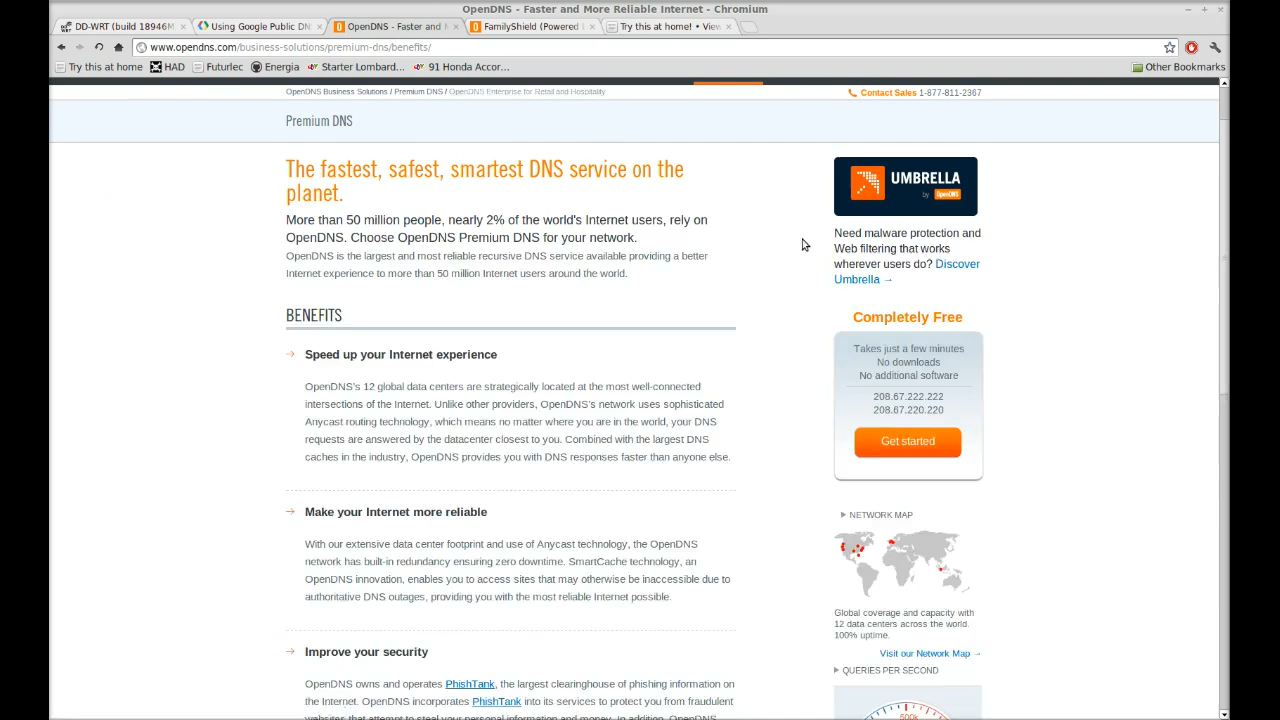 OpenDNS - Faster and More Reliable Internet - Chromium
DD-WRT (build 18946M
Using Google Public DN
OpenDNS - Faster and M
FamilyShield (Powered
Try this at home! • View
www.opendns.com/business-solutions/premium-dns/benefits/
Try this at home
HAD
Futurlec
Energia
Starter Lombard...
91 Honda Accor...
Other Bookmarks
OpenDNS Business Solutions / Premium DNS / OpenDNS Enterprise for Retail and Hospitality
Contact Sales 1-877-811-2367
Premium DNS
The fastest, safest, smartest DNS service on the
planet.
More than 50 million people, nearly 2% of the world's Internet users, rely on
OpenDNS. Choose OpenDNS Premium DNS for your network.
OpenDNS is the largest and most reliable recursive DNS service available providing a better
Internet experience to more than 50 million Internet users around the world.
BENEFITS
Speed up your Internet experience
OpenDNS's 12 global data centers are strategically located at the most well-connected
intersections of the Internet. Unlike other providers, OpenDNS's network uses sophisticated
Anycast routing technology, which means no matter where you are in the world, your DNS
requests are answered by the datacenter closest to you. Combined with the largest DNS
caches in the industry, OpenDNS provides you with DNS responses faster than anyone else.
Make your Internet more reliable
With our extensive data center footprint and use of Anycast technology, the OpenDNS
network has built-in redundancy ensuring zero downtime. SmartCache technology, an
OpenDNS innovation, enables you to access sites that may otherwise be inaccessible due to
authoritative DNS outages, providing you with the most reliable Internet possible.
Improve your security
OpenDNS owns and operates PhishTank, the largest clearinghouse of phishing information on
the Internet. OpenDNS incorporates PhishTank into its services to protect you from fraudulent
websites that attempt to steal your personal information and money. In addition, OpenDNS
UMBRELLA
by OpenDNS
Need malware protection and
Web filtering that works
wherever users do? Discover
Umbrella →
Completely Free
Takes just a few minutes
No downloads
No additional software
208.67.222.222
208.67.220.220
Get started
NETWORK MAP
Global coverage and capacity with
12 data centers across the world.
100% uptime.
Visit our Network Map →
QUERIES PER SECOND
500k